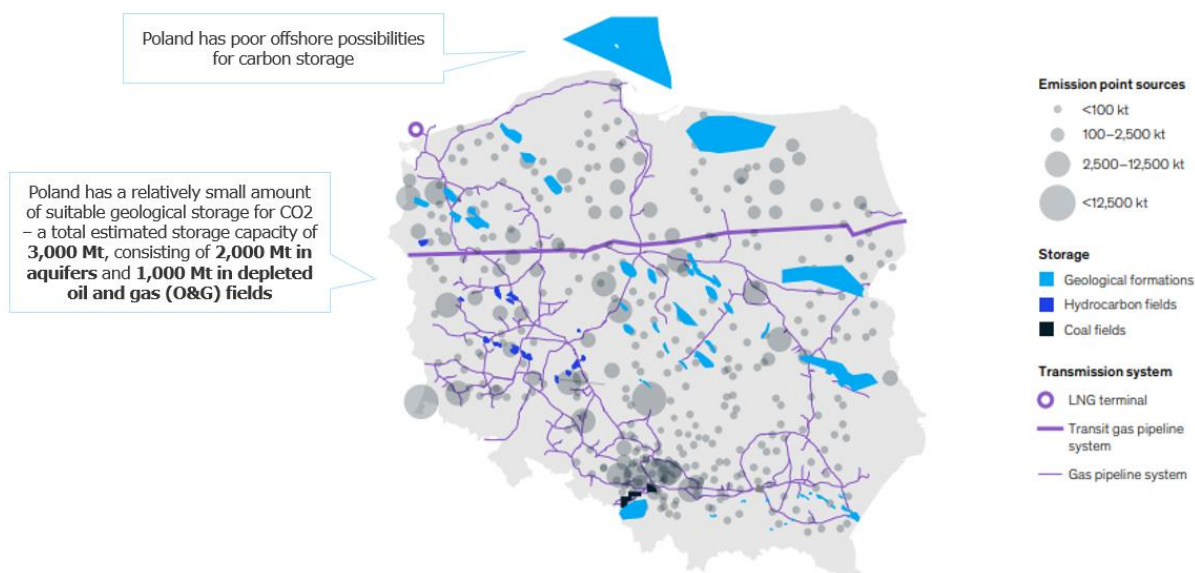 Poland has poor offshore possibilities
for carbon storage
Poland has a relatively small amount
of suitable geological storage for CO2
– a total estimated storage capacity of
3,000 Mt, consisting of 2,000 Mt in
aquifers and 1,000 Mt in depleted
oil and gas (O&G) fields
Emission point sources
<100 kt
100–2,500 kt
2,500–12,500 kt
<12,500 kt
Storage
Geological formations
Hydrocarbon fields
Coal fields
Transmission system
LNG terminal
Transit gas pipeline
system
Gas pipeline system